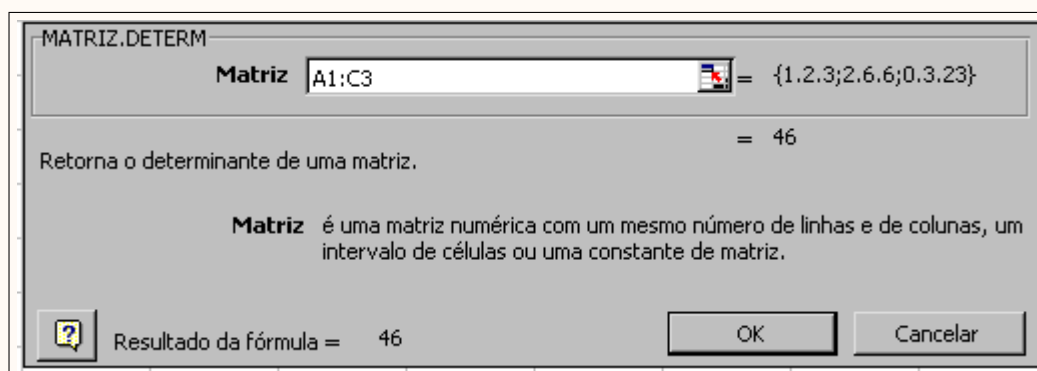 MATRIZ.DETERM
Matriz A1:C3 = {1.2.3;2.6.6;0.3.23}
= 46
Retorna o determinante de uma matriz.
Matriz é uma matriz numérica com um mesmo número de linhas e de colunas, um
intervalo de células ou uma constante de matriz.
? Resultado da fórmula = 46 OK Cancelar